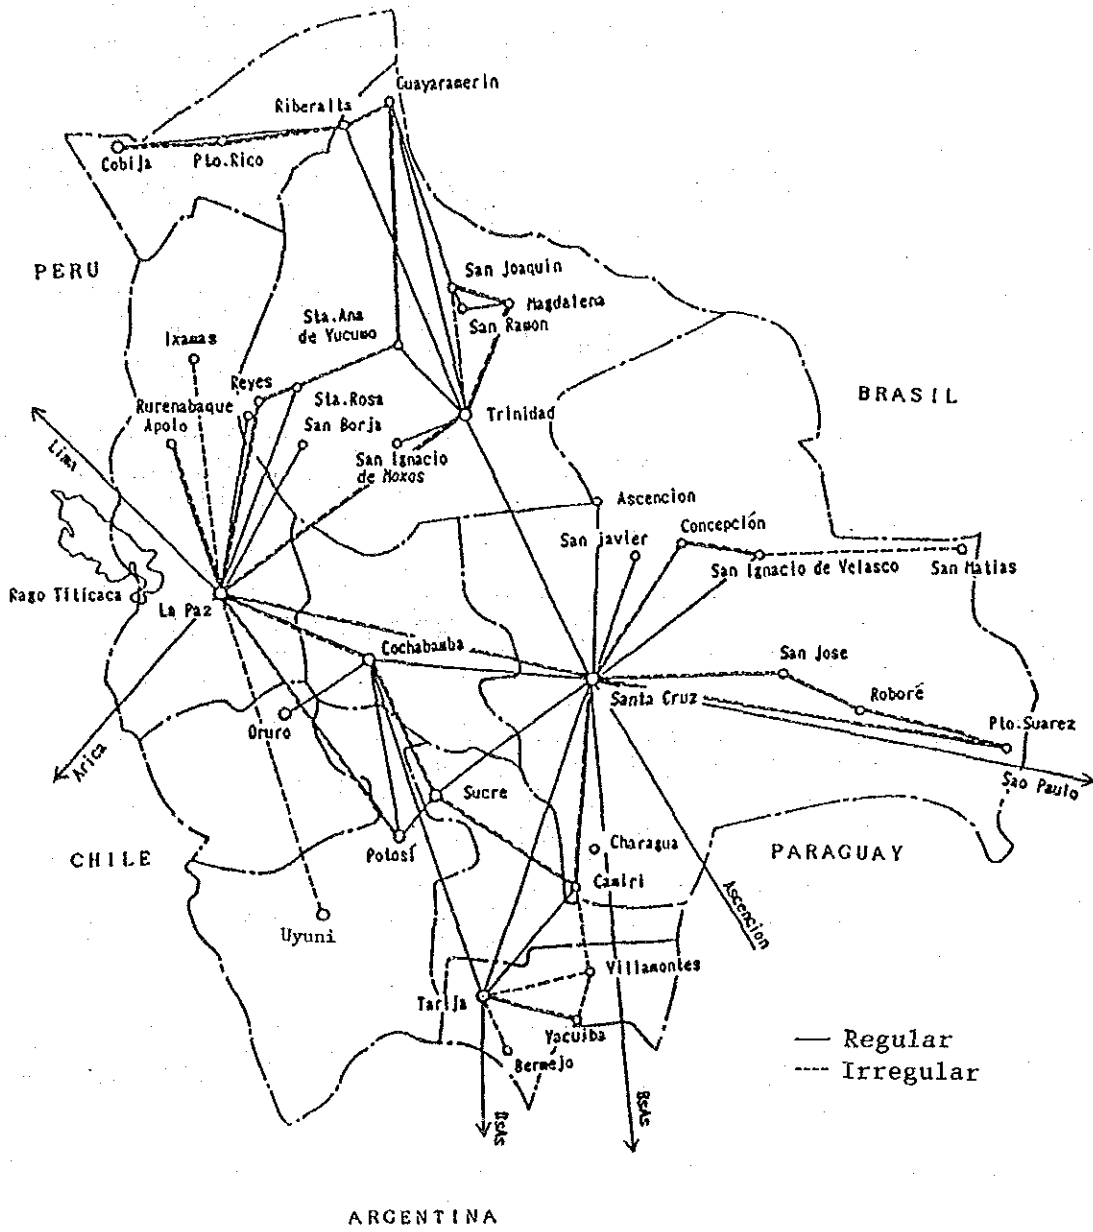 Guayaramerin
Riberalta
Cobija
Pto.Rico
PERU
San Joaquin
Magdalena
San Ramon
Sta.Ana
de Yucumo
Ixamas
Reyes
BRASIL
Rurenabaque
Sta.Rosa
Trinidad
Apolo
San Borja
Lima
San Ignacio
de Moxos
Ascencion
Concepción
San javier
San Ignacio de Velasco
San Matias
Rago Titicaca
La Paz
Cochabamba
San Jose
Santa Cruz
Roboré
Oruro
Pto.Suarez
Arica
Sao Paulo
Sucre
CHILE
Potosí
Charagua
PARAGUAY
Camiri
Ascencion
Uyuni
Villamontes
Tarija
Yacuiba
Regular
Bermejo
Irregular
BsAs
BsAs
ARGENTINA